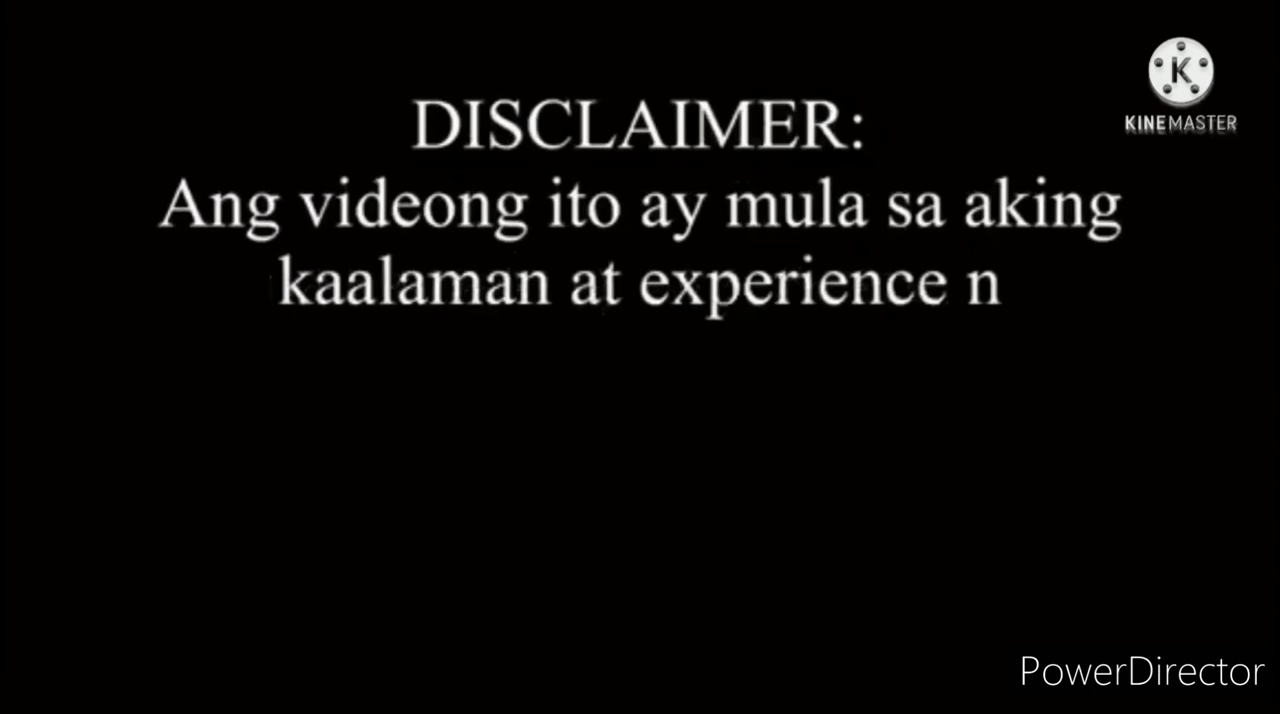 DISCLAIMER:
Ang videong ito ay mula sa aking
kaalaman at experience n
K
KINEMASTER
PowerDirector